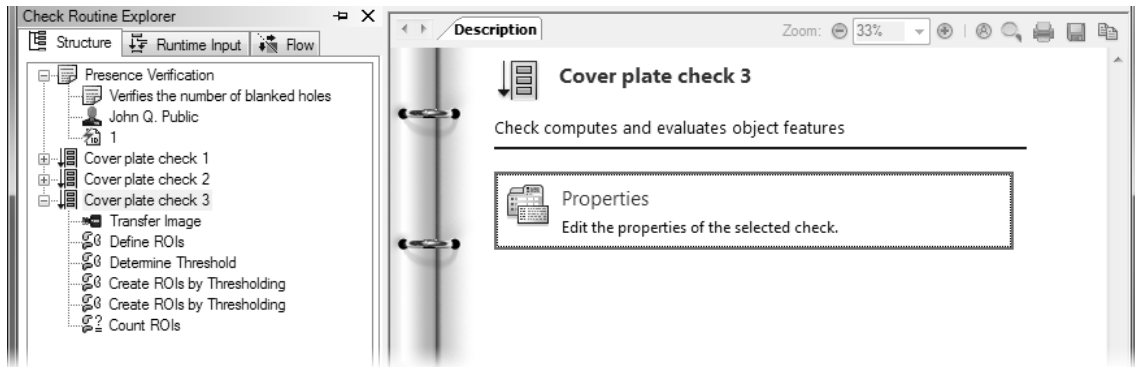 Check Routine Explorer
Structure Runtime Input Flow
Presence Verification
Verifies the number of blanked holes
John Q. Public
1
Cover plate check 1
Cover plate check 2
Cover plate check 3
Transfer Image
Define ROIs
Determine Threshold
Create ROIs by Thresholding
Create ROIs by Thresholding
Count ROIs
Description
Zoom: 33%
Cover plate check 3
Check computes and evaluates object features
Properties
Edit the properties of the selected check.